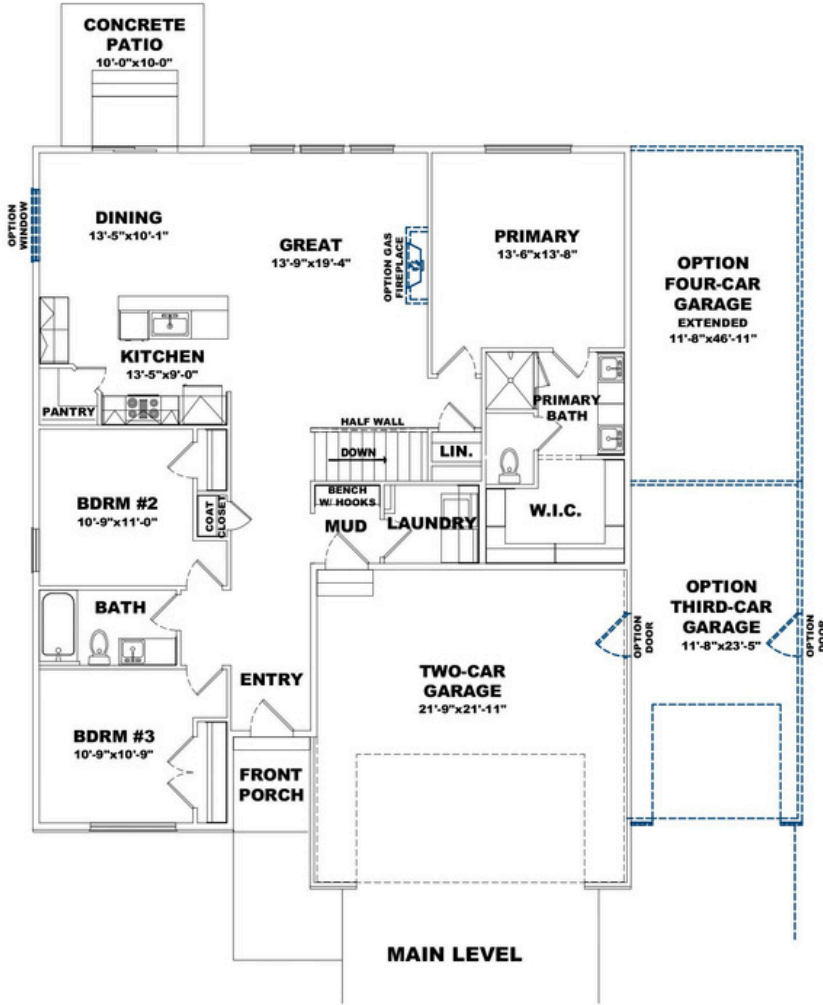 CONCRETE
PATIO
10'-0"x10-0"
OPTION
WINDOW
DINING
13'-5"x10'-1"
GREAT
13'-9"x19'-4"
OPTION GAS
FIREPLACE
PRIMARY
13'-6"x13'-8"
OPTION
FOUR-CAR
GARAGE
EXTENDED
11'-8"x46'-11"
KITCHEN
13'-5"x9'-0"
PANTRY
PRIMARY
BATH
HALF WALL
DOWN
LIN.
BDRM #2
10'-9"x11'-0"
COAT
CLOSET
BENCH
W/ HOOKS
MUD
LAUNDRY
W.I.C.
BATH
OPTION
THIRD-CAR
GARAGE
11'-8"x23'-5"
OPTION
DOOR
OPTION
DOOR
ENTRY
TWO-CAR
GARAGE
21'-9"x21'-11"
BDRM #3
10'-9"x10'-9"
FRONT
PORCH
MAIN LEVEL